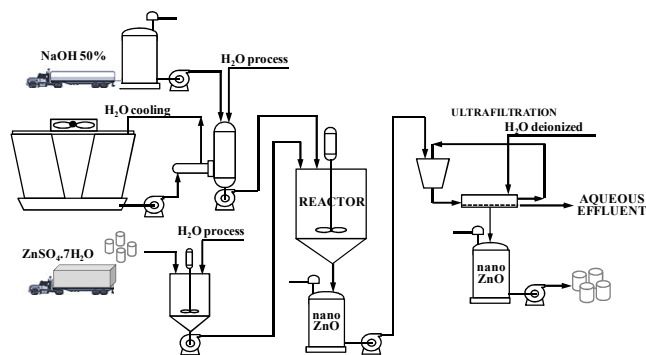 NaOH 50%
H₂O process
H₂O cooling
ULTRAFILTRATION
H₂O deionized
REACTOR
AQUEOUS
EFFLUENT
ZnSO₄.7H₂O
H₂O process
nano
ZnO
nano
ZnO